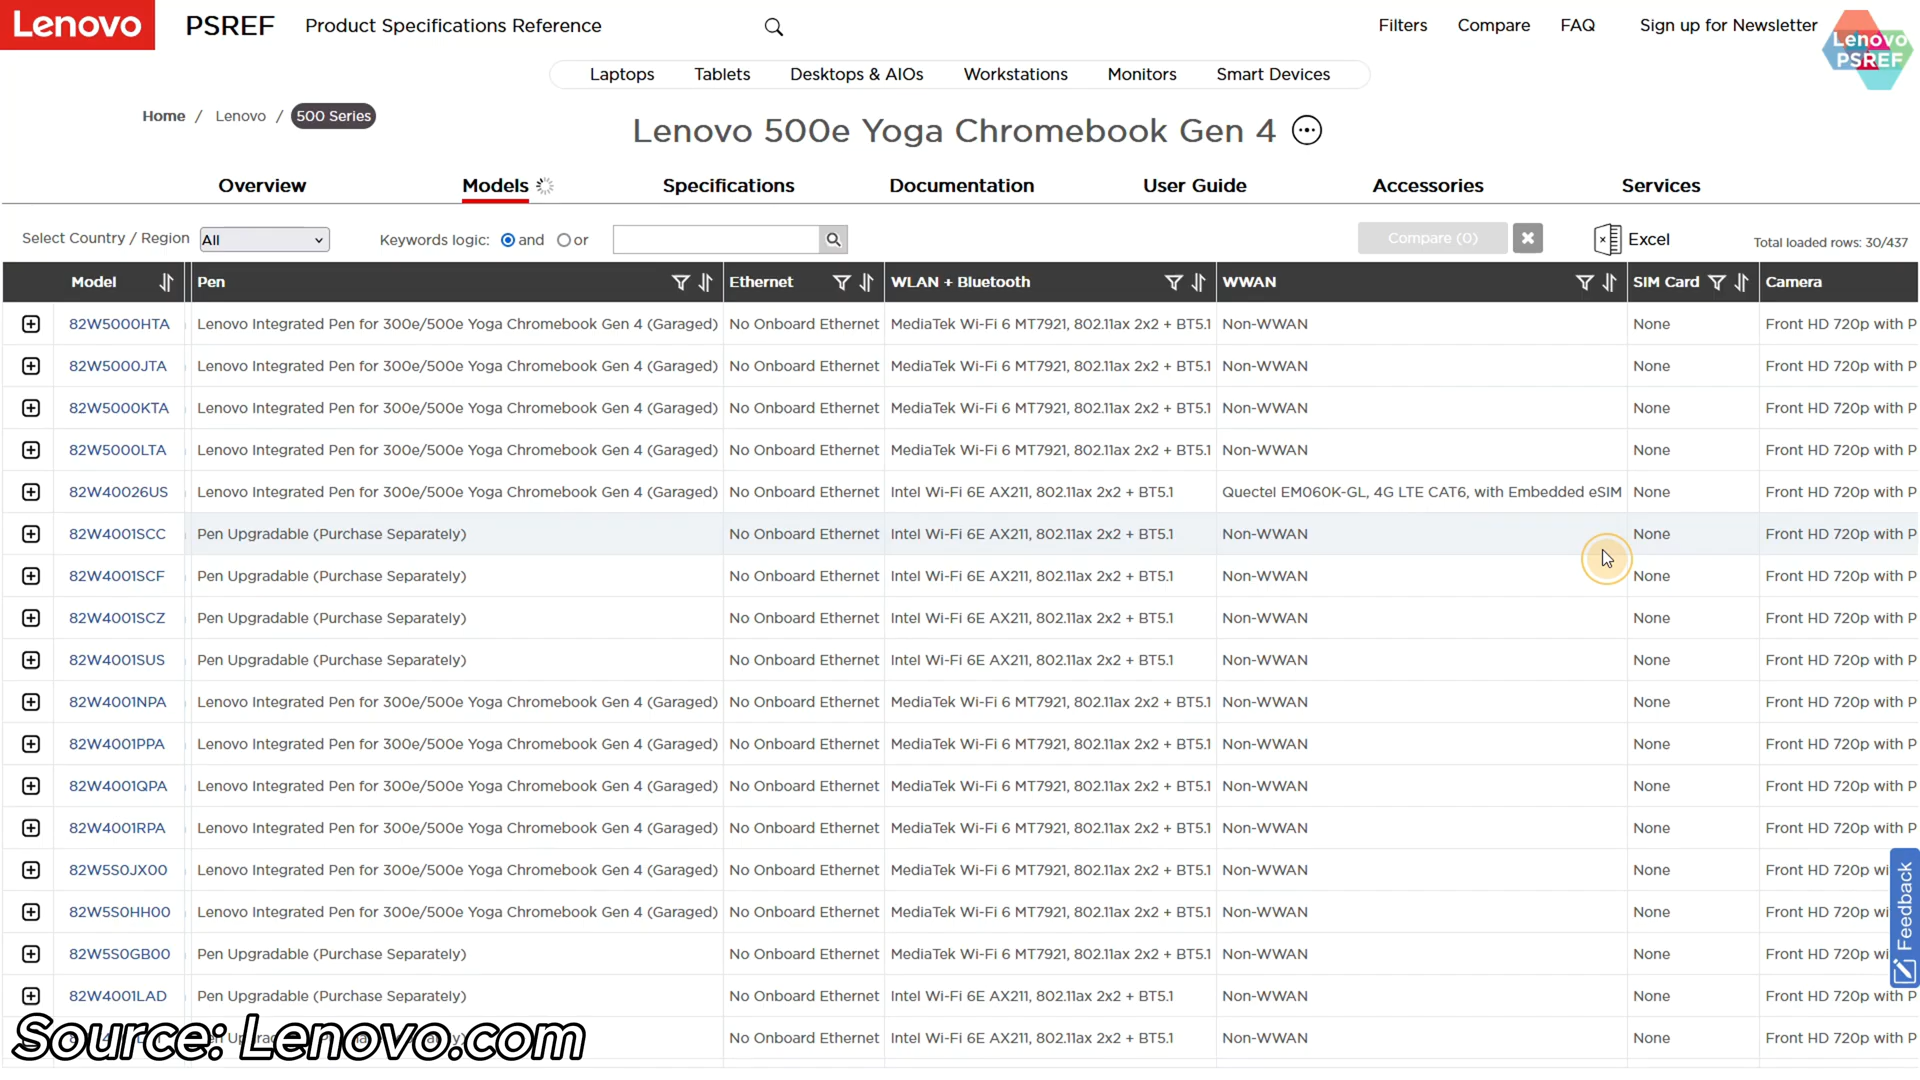 Lenovo PSREF Product Specifications Reference Filters Compare FAQ Sign up for Newsletter Lenovo PSREF
Laptops Tablets Desktops & AIOs Workstations Monitors Smart Devices
Home / Lenovo / 500 Series
Lenovo 500e Yoga Chromebook Gen 4
Overview Models Specifications Documentation User Guide Accessories Services
Select Country / Region All Keywords logic: and or Compare (0) Excel Total loaded rows: 30/437
Model Pen Ethernet WLAN + Bluetooth WWAN SIM Card Camera
82W5000HTA Lenovo Integrated Pen for 300e/500e Yoga Chromebook Gen 4 (Garaged) No Onboard Ethernet MediaTek Wi-Fi 6 MT7921, 802.11ax 2x2 + BT5.1 Non-WWAN None Front HD 720p with P
82W5000JTA Lenovo Integrated Pen for 300e/500e Yoga Chromebook Gen 4 (Garaged) No Onboard Ethernet MediaTek Wi-Fi 6 MT7921, 802.11ax 2x2 + BT5.1 Non-WWAN None Front HD 720p with P
82W5000KTA Lenovo Integrated Pen for 300e/500e Yoga Chromebook Gen 4 (Garaged) No Onboard Ethernet MediaTek Wi-Fi 6 MT7921, 802.11ax 2x2 + BT5.1 Non-WWAN None Front HD 720p with P
82W5000LTA Lenovo Integrated Pen for 300e/500e Yoga Chromebook Gen 4 (Garaged) No Onboard Ethernet MediaTek Wi-Fi 6 MT7921, 802.11ax 2x2 + BT5.1 Non-WWAN None Front HD 720p with P
82W40026US Lenovo Integrated Pen for 300e/500e Yoga Chromebook Gen 4 (Garaged) No Onboard Ethernet Intel Wi-Fi 6E AX211, 802.11ax 2x2 + BT5.1 Quectel EM060K-GL, 4G LTE CAT6, with Embedded eSIM None Front HD 720p with P
82W4001SCC Pen Upgradable (Purchase Separately) No Onboard Ethernet Intel Wi-Fi 6E AX211, 802.11ax 2x2 + BT5.1 Non-WWAN None Front HD 720p with P
82W4001SCF Pen Upgradable (Purchase Separately) No Onboard Ethernet Intel Wi-Fi 6E AX211, 802.11ax 2x2 + BT5.1 Non-WWAN None Front HD 720p with P
82W4001SCZ Pen Upgradable (Purchase Separately) No Onboard Ethernet Intel Wi-Fi 6E AX211, 802.11ax 2x2 + BT5.1 Non-WWAN None Front HD 720p with P
82W4001SUS Pen Upgradable (Purchase Separately) No Onboard Ethernet Intel Wi-Fi 6E AX211, 802.11ax 2x2 + BT5.1 Non-WWAN None Front HD 720p with P
82W4001NPA Lenovo Integrated Pen for 300e/500e Yoga Chromebook Gen 4 (Garaged) No Onboard Ethernet MediaTek Wi-Fi 6 MT7921, 802.11ax 2x2 + BT5.1 Non-WWAN None Front HD 720p with P
82W4001PPA Lenovo Integrated Pen for 300e/500e Yoga Chromebook Gen 4 (Garaged) No Onboard Ethernet MediaTek Wi-Fi 6 MT7921, 802.11ax 2x2 + BT5.1 Non-WWAN None Front HD 720p with P
82W4001QPA Lenovo Integrated Pen for 300e/500e Yoga Chromebook Gen 4 (Garaged) No Onboard Ethernet MediaTek Wi-Fi 6 MT7921, 802.11ax 2x2 + BT5.1 Non-WWAN None Front HD 720p with P
82W4001RPA Lenovo Integrated Pen for 300e/500e Yoga Chromebook Gen 4 (Garaged) No Onboard Ethernet MediaTek Wi-Fi 6 MT7921, 802.11ax 2x2 + BT5.1 Non-WWAN None Front HD 720p with P
82W5S0JX00 Lenovo Integrated Pen for 300e/500e Yoga Chromebook Gen 4 (Garaged) No Onboard Ethernet MediaTek Wi-Fi 6 MT7921, 802.11ax 2x2 + BT5.1 Non-WWAN None Front HD 720p wi
82W5S0HH00 Lenovo Integrated Pen for 300e/500e Yoga Chromebook Gen 4 (Garaged) No Onboard Ethernet MediaTek Wi-Fi 6 MT7921, 802.11ax 2x2 + BT5.1 Non-WWAN None Front HD 720p wi
82W5S0GB00 Pen Upgradable (Purchase Separately) No Onboard Ethernet MediaTek Wi-Fi 6 MT7921, 802.11ax 2x2 + BT5.1 Non-WWAN None Front HD 720p wi
82W4001LAD Pen Upgradable (Purchase Separately) No Onboard Ethernet Intel Wi-Fi 6E AX211, 802.11ax 2x2 + BT5.1 Non-WWAN None Front HD 720p with P
No Onboard Ethernet Intel Wi-Fi 6E AX211, 802.11ax 2x2 + BT5.1 Non-WWAN None Front HD 720p with P
Source: Lenovo.com
Feedback